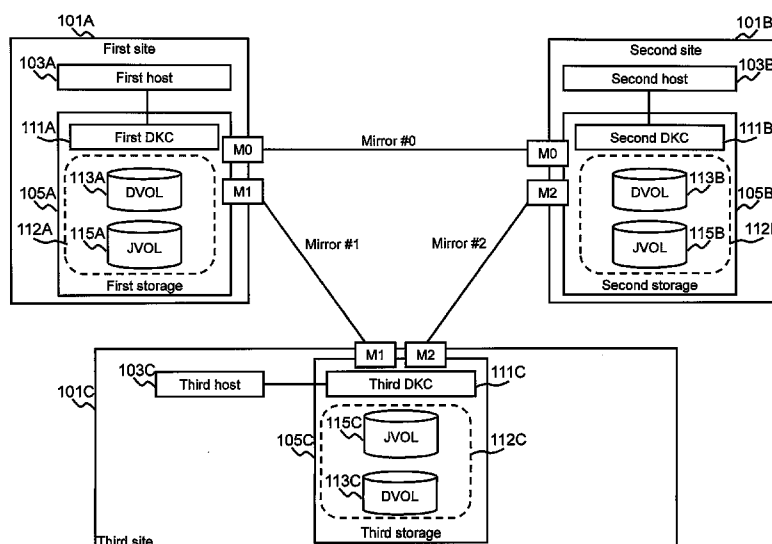 101A
First site
103A
First host
111A
First DKC
M0
M1
113A
DVOL
105A
112A
115A
JVOL
First storage
Mirror #0
Mirror #1
Mirror #2
101B
Second site
103B
Second host
111B
Second DKC
M0
M2
113B
DVOL
105B
115B
JVOL
Second storage
M1
M2
101C
103C
Third host
Third DKC
111C
115C
JVOL
105C
112C
113C
DVOL
Third storage
Third site